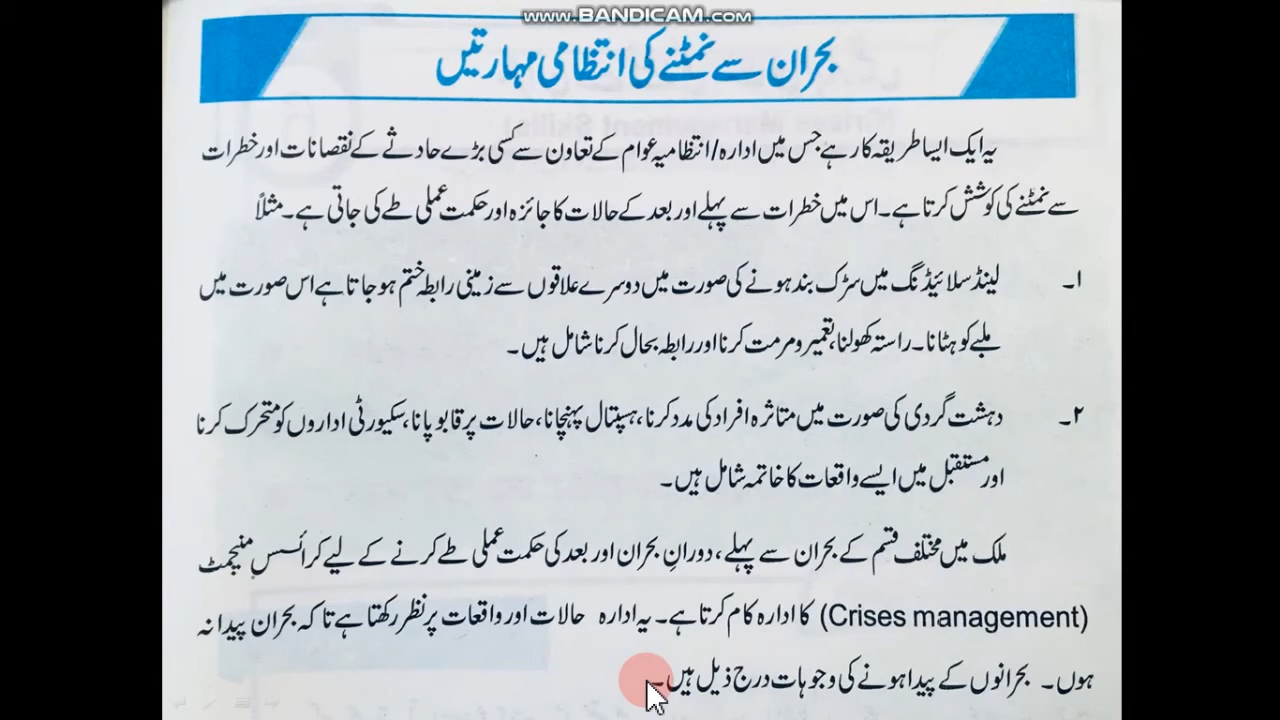 www.BANDICAM.com
بحران سے نمٹنے کی انتظامی مہارتیں
یہ ایک ایسا طریقہ کار ہے جس میں ادارہ/انتظامیہ عوام کے تعاون سے کسی بڑے حادثے کے نقصانات اور خطرات
سے نمٹنے کی کوشش کرتا ہے۔ اس میں خطرات سے پہلے اور بعد کے حالات کا جائزہ اور حکمت عملی طے کی جاتی ہے۔ مثلاً
۱۔ لینڈ سلائیڈنگ میں سڑک بند ہونے کی صورت میں دوسرے علاقوں سے زمینی رابطہ ختم ہو جاتا ہے اس صورت میں
ملبے کو ہٹانا۔ راستہ کھولنا، تعمیر و مرمت کرنا اور رابطہ بحال کرنا شامل ہیں۔
۲۔ دہشت گردی کی صورت میں متاثرہ افراد کی مدد کرنا، ہسپتال پہنچانا، حالات پر قابو پانا، سکیورٹی اداروں کو متحرک کرنا
اور مستقبل میں ایسے واقعات کا خاتمہ شامل ہیں۔
ملک میں مختلف قسم کے بحران سے پہلے، دورانِ بحران اور بعد کی حکمت عملی طے کرنے کے لیے کرائسسِ منیجمنٹ
(Crises management) کا ادارہ کام کرتا ہے۔ یہ ادارہ حالات اور واقعات پر نظر رکھتا ہے تاکہ بحران پیدا نہ
ہوں۔ بحرانوں کے پیدا ہونے کی وجوہات درج ذیل ہیں۔